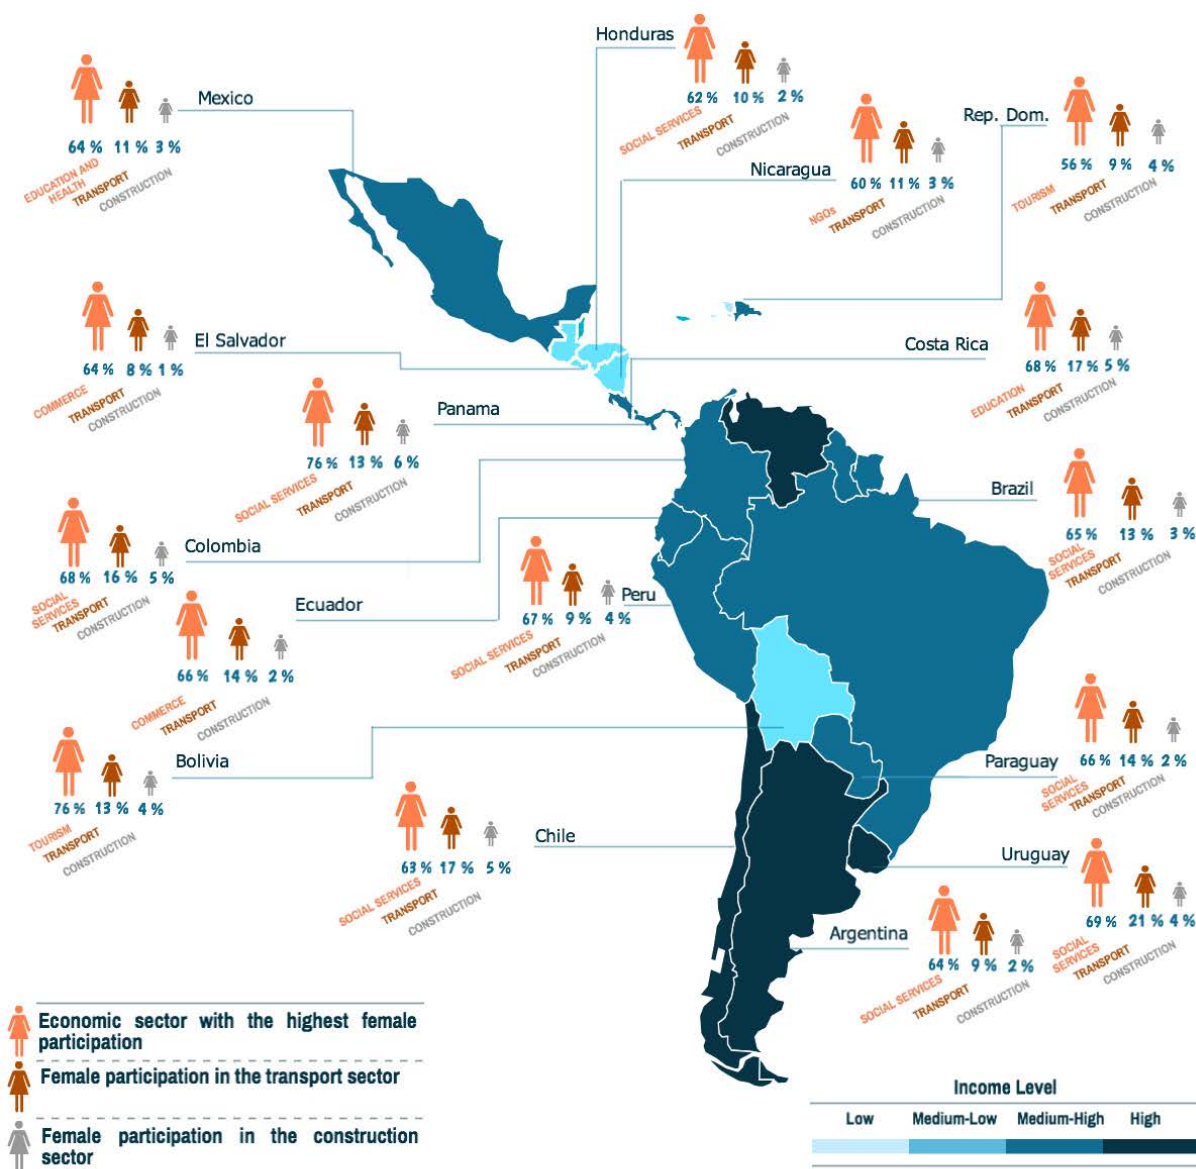 Honduras
62 % 10 % 2 %
SOCIAL SERVICES
TRANSPORT
CONSTRUCTION
Mexico
64 % 11 % 3 %
EDUCATION AND
HEALTH
TRANSPORT
CONSTRUCTION
Rep. Dom.
56 % 9 % 4 %
TOURISM
TRANSPORT
CONSTRUCTION
Nicaragua
60 % 11 % 3 %
NGOs
TRANSPORT
CONSTRUCTION
El Salvador
64 % 8 % 1 %
COMMERCE
TRANSPORT
CONSTRUCTION
Costa Rica
68 % 17 % 5 %
EDUCATION
TRANSPORT
CONSTRUCTION
Panama
76 % 13 % 6 %
SOCIAL SERVICES
TRANSPORT
CONSTRUCTION
Brazil
65 % 13 % 3 %
SOCIAL
SERVICES
TRANSPORT
CONSTRUCTION
Colombia
68 % 16 % 5 %
SOCIAL
SERVICES
TRANSPORT
CONSTRUCTION
Ecuador
66 % 14 % 2 %
COMMERCE
TRANSPORT
CONSTRUCTION
Peru
67 % 9 % 4 %
SOCIAL SERVICES
TRANSPORT
CONSTRUCTION
Bolivia
76 % 13 % 4 %
TOURISM
TRANSPORT
CONSTRUCTION
Paraguay
66 % 14 % 2 %
SOCIAL
SERVICES
TRANSPORT
CONSTRUCTION
Chile
63 % 17 % 5 %
SOCIAL SERVICES
TRANSPORT
CONSTRUCTION
Uruguay
69 % 21 % 4 %
SOCIAL
SERVICES
TRANSPORT
CONSTRUCTION
Argentina
64 % 9 % 2 %
SOCIAL SERVICES
TRANSPORT
CONSTRUCTION
Economic sector with the highest female
participation
Female participation in the transport sector
Female participation in the construction
sector
Income Level
Low Medium-Low Medium-High High